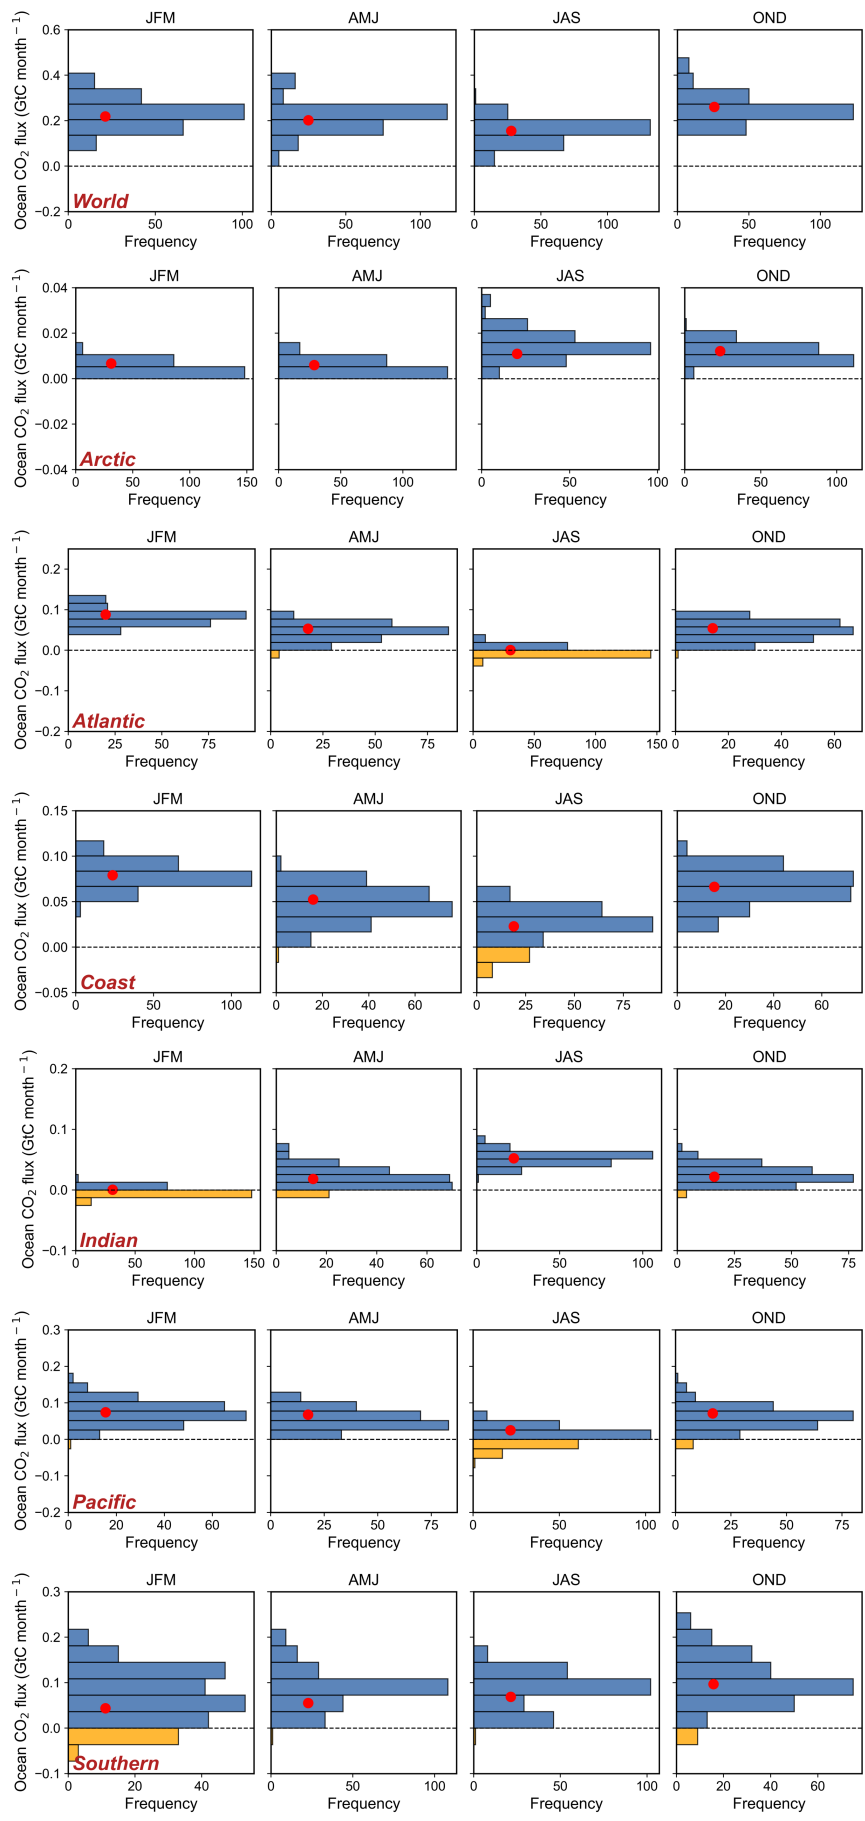 JFM AMJ JAS OND
Ocean CO2 flux (GtC month−1)
0.6
0.4
0.2
0.0
−0.2
World
0 50 100 0 50 100 0 50 100 0 50 100
Frequency Frequency Frequency Frequency
JFM AMJ JAS OND
Ocean CO2 flux (GtC month−1)
0.04
0.02
0.00
−0.02
−0.04
Arctic
0 50 100 150 0 50 100 0 50 100 0 50 100
Frequency Frequency Frequency Frequency
JFM AMJ JAS OND
Ocean CO2 flux (GtC month−1)
0.2
0.1
0.0
−0.1
−0.2
Atlantic
0 25 50 75 0 25 50 75 0 50 100 150 0 20 40 60
Frequency Frequency Frequency Frequency
JFM AMJ JAS OND
Ocean CO2 flux (GtC month−1)
0.15
0.10
0.05
0.00
−0.05
Coast
0 50 100 0 20 40 60 0 25 50 75 0 20 40 60
Frequency Frequency Frequency Frequency
JFM AMJ JAS OND
Ocean CO2 flux (GtC month−1)
0.2
0.1
0.0
−0.1
Indian
0 50 100 150 0 20 40 60 0 50 100 0 25 50 75
Frequency Frequency Frequency Frequency
JFM AMJ JAS OND
Ocean CO2 flux (GtC month−1)
0.3
0.2
0.1
0.0
−0.1
−0.2
Pacific
0 20 40 60 0 25 50 75 0 50 100 0 25 50 75
Frequency Frequency Frequency Frequency
JFM AMJ JAS OND
Ocean CO2 flux (GtC month−1)
0.3
0.2
0.1
0.0
−0.1
Southern
0 20 40 0 50 100 0 50 100 0 20 40 60
Frequency Frequency Frequency Frequency